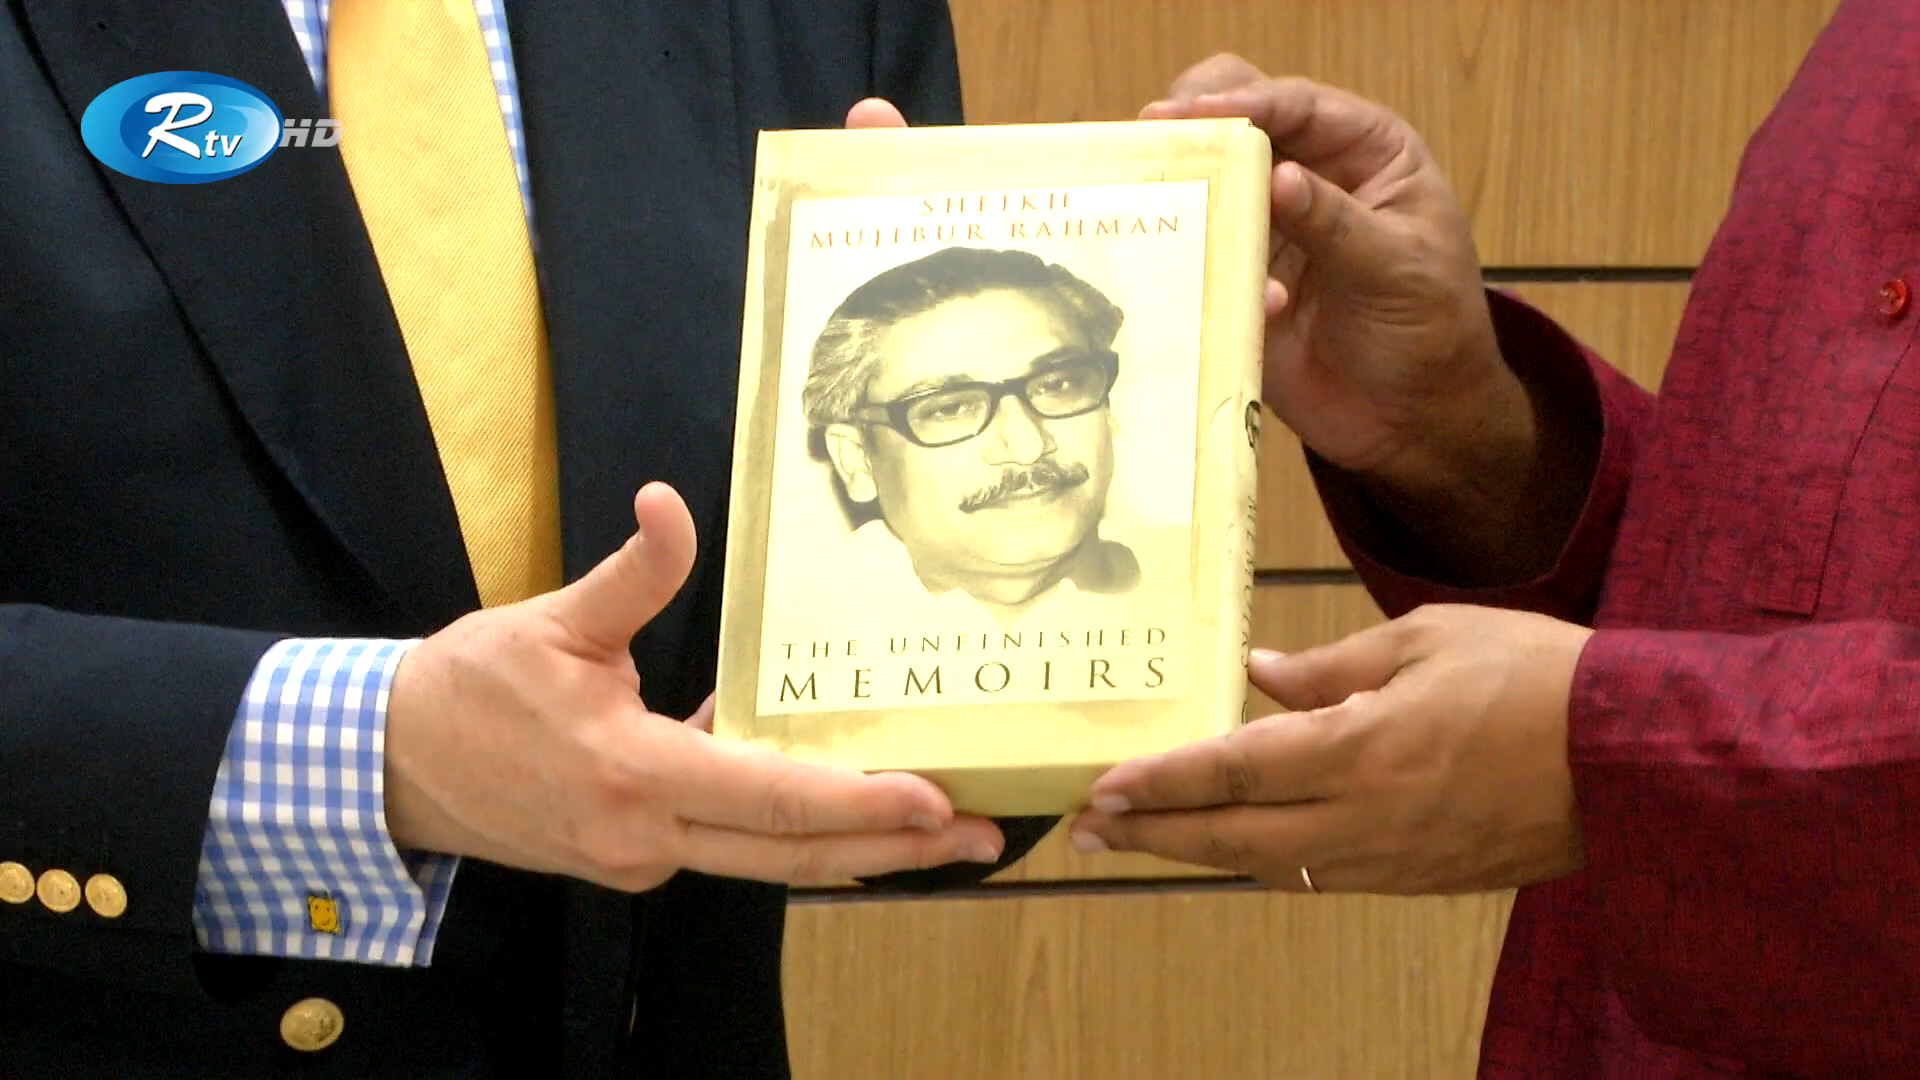 Rtv HD
SHEIKH
MUJIBUR RAHMAN
THE UNFINISHED
MEMOIRS
MEMOIRS